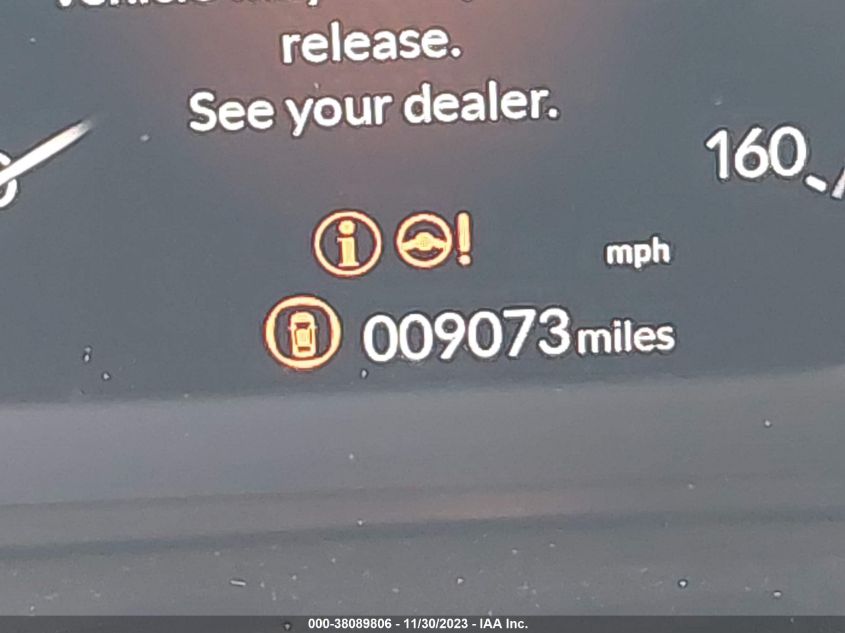 release.
See your dealer.
160
mph
009073 miles
000-38089806 - 11/30/2023 - IAA Inc.